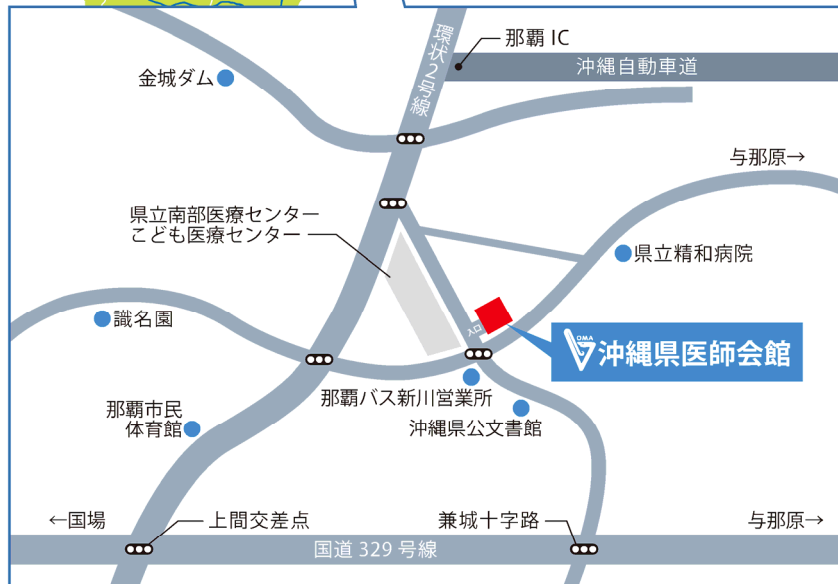 環状2号線
那覇IC
沖縄自動車道
金城ダム
与那原→
県立南部医療センター
こども医療センター
県立精和病院
識名園
入口
OMA
沖縄県医師会館
那覇バス新川営業所
那覇市民
体育館
沖縄県公文書館
←国場
上間交差点
兼城十字路
与那原→
国道329号線